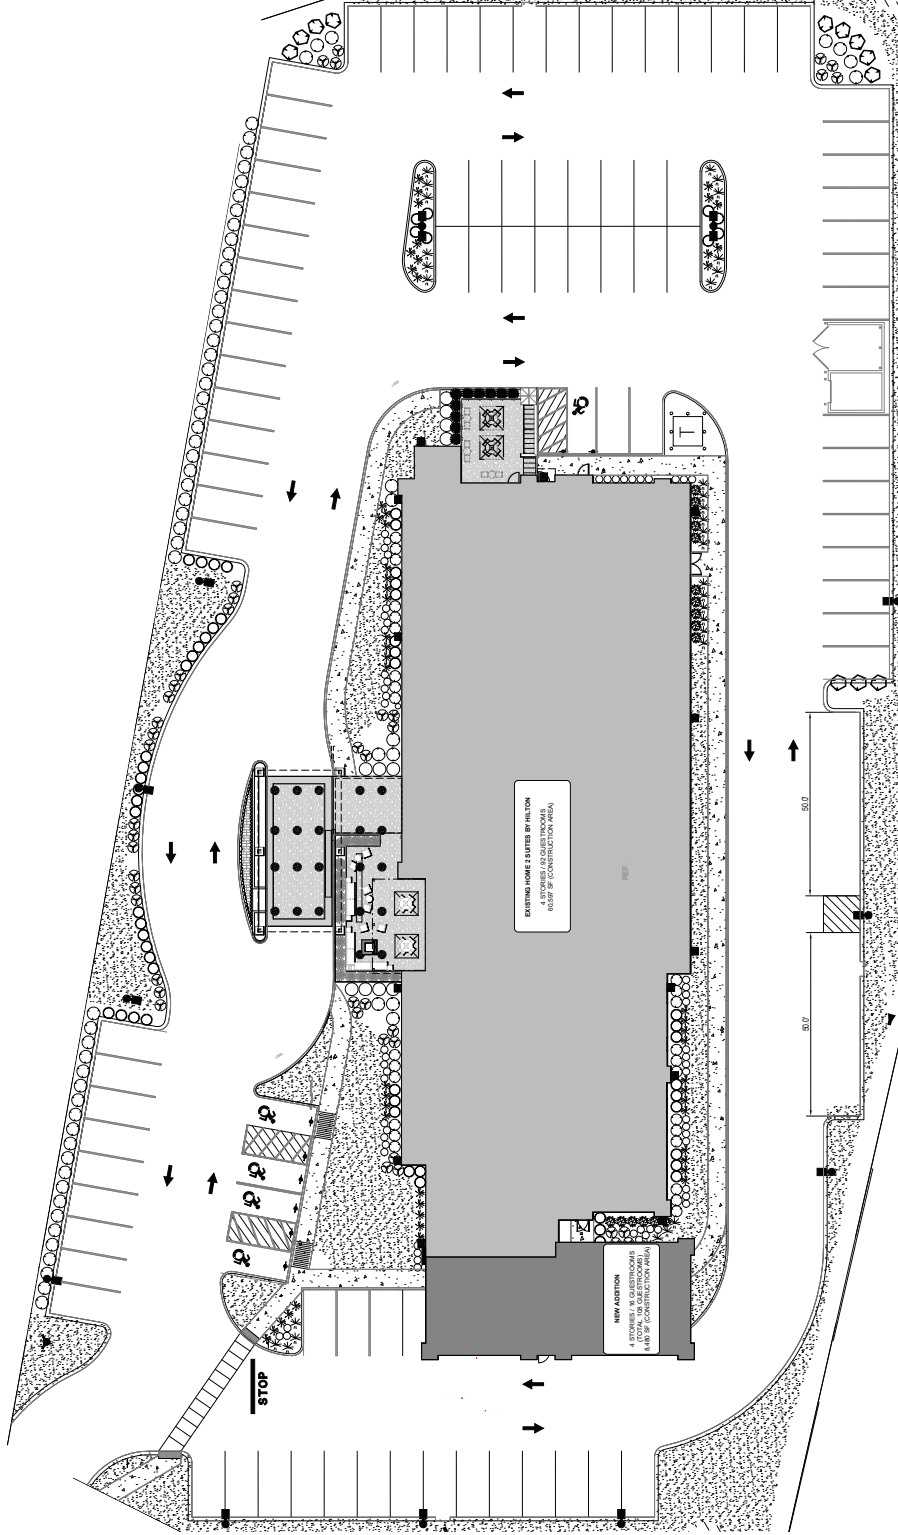 EXISTING HOME 2 SUITES BY HILTON
4 STORIES / 92 GUESTROOMS
60,597 SF (CONSTRUCTION AREA)
REF.
50.0'
50.0'
T
NEW ADDITION
4 STORIES / 16 GUESTROOMS
(TOTAL 108 GUESTROOMS)
8,480 SF (CONSTRUCTION AREA)
STOP